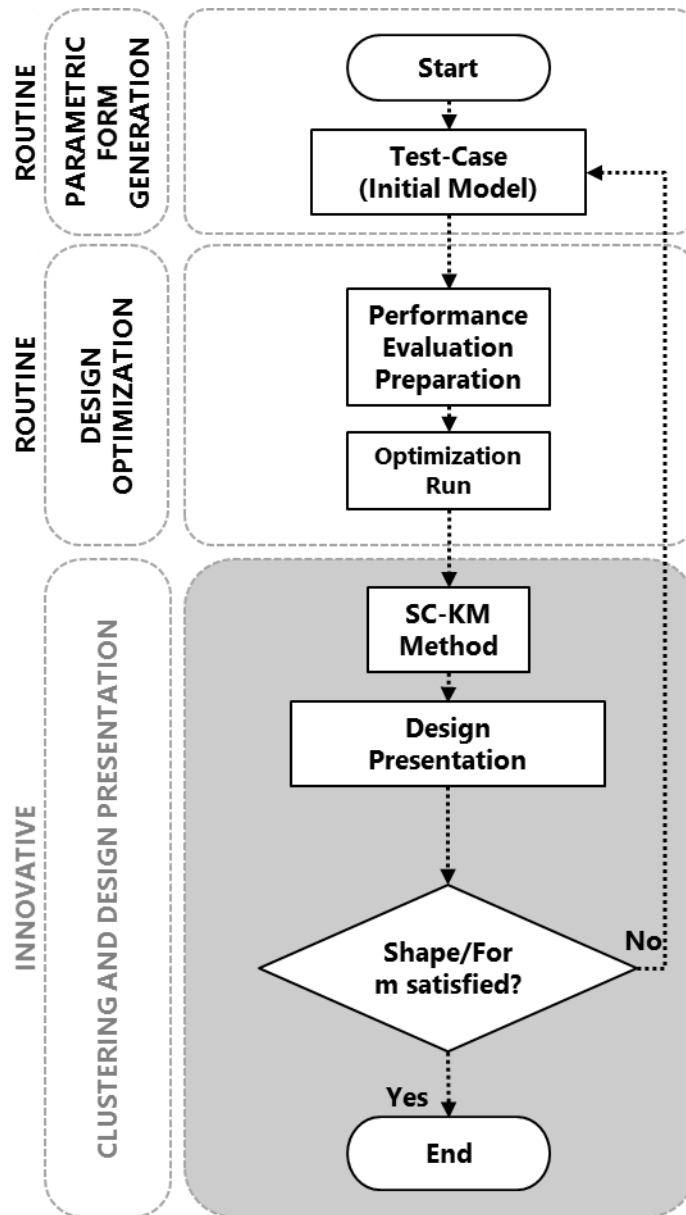 ROUTINE
PARAMETRIC
FORM
GENERATION
Start
Test-Case
(Initial Model)
ROUTINE
DESIGN
OPTIMIZATION
Performance
Evaluation
Preparation
Optimization
Run
INNOVATIVE
CLUSTERING AND DESIGN PRESENTATION
SC-KM
Method
Design
Presentation
Shape/For
m satisfied?
No
Yes
End